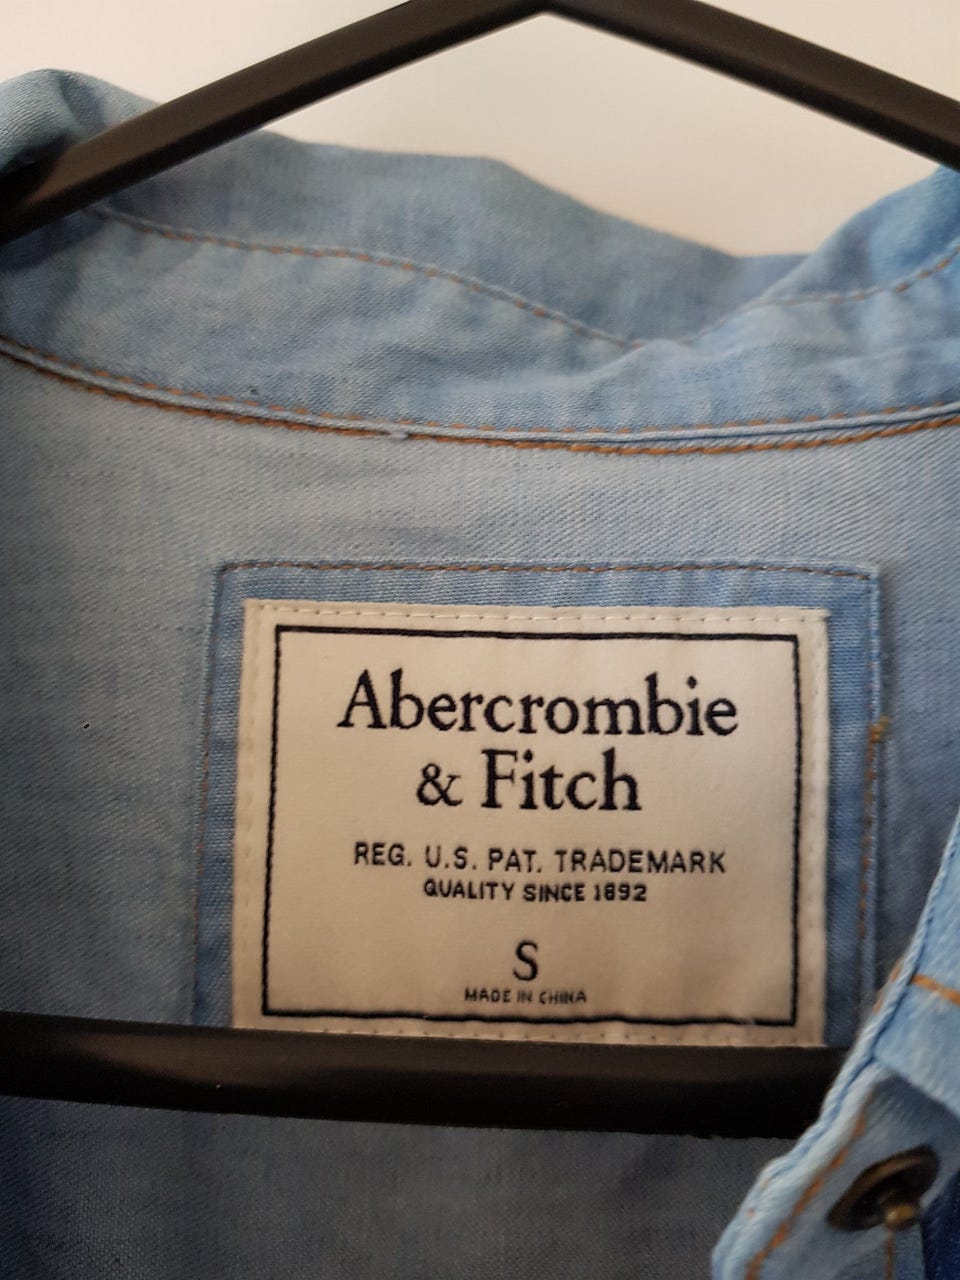 Abercrombie
& Fitch
REG. U.S. PAT. TRADEMARK
QUALITY SINCE 1892
S
MADE IN CHINA